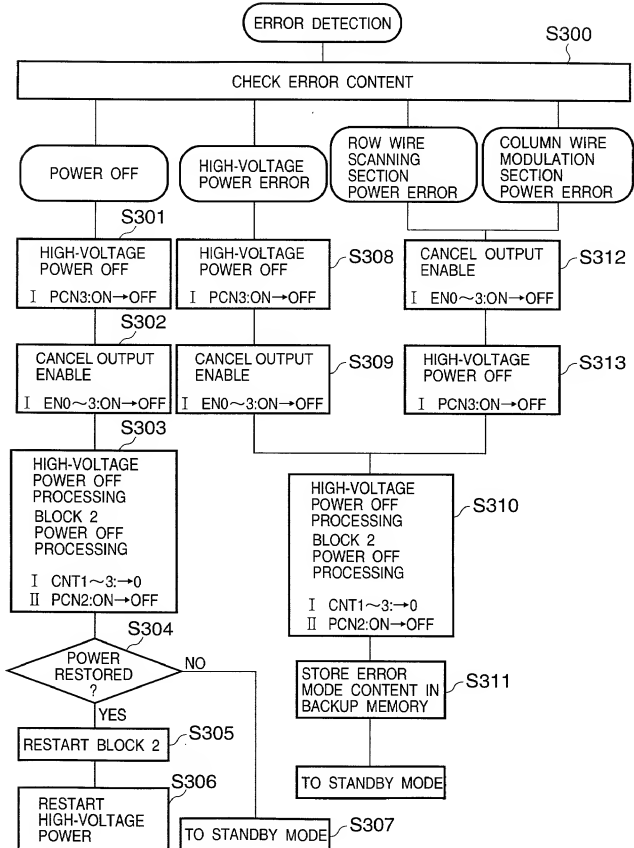 ERROR DETECTION
S300
CHECK ERROR CONTENT
POWER OFF
HIGH-VOLTAGE
POWER ERROR
ROW WIRE
SCANNING
SECTION
POWER ERROR
COLUMN WIRE
MODULATION
SECTION
POWER ERROR
S301
HIGH-VOLTAGE
POWER OFF
I PCN3:ON→OFF
S308
HIGH-VOLTAGE
POWER OFF
I PCN3:ON→OFF
S312
CANCEL OUTPUT
ENABLE
I EN0~3:ON→OFF
S302
CANCEL OUTPUT
ENABLE
I EN0~3:ON→OFF
S309
CANCEL OUTPUT
ENABLE
I EN0~3:ON→OFF
S313
HIGH-VOLTAGE
POWER OFF
I PCN3:ON→OFF
S303
HIGH-VOLTAGE
POWER OFF
PROCESSING
BLOCK 2
POWER OFF
PROCESSING
I CNT1~3:→0
II PCN2:ON→OFF
S310
HIGH-VOLTAGE
POWER OFF
PROCESSING
BLOCK 2
POWER OFF
PROCESSING
I CNT1~3:→0
II PCN2:ON→OFF
S304
POWER
RESTORED
?
NO
YES
S311
STORE ERROR
MODE CONTENT IN
BACKUP MEMORY
S305
RESTART BLOCK 2
TO STANDBY MODE
S306
RESTART
HIGH-VOLTAGE
POWER
S307
TO STANDBY MODE